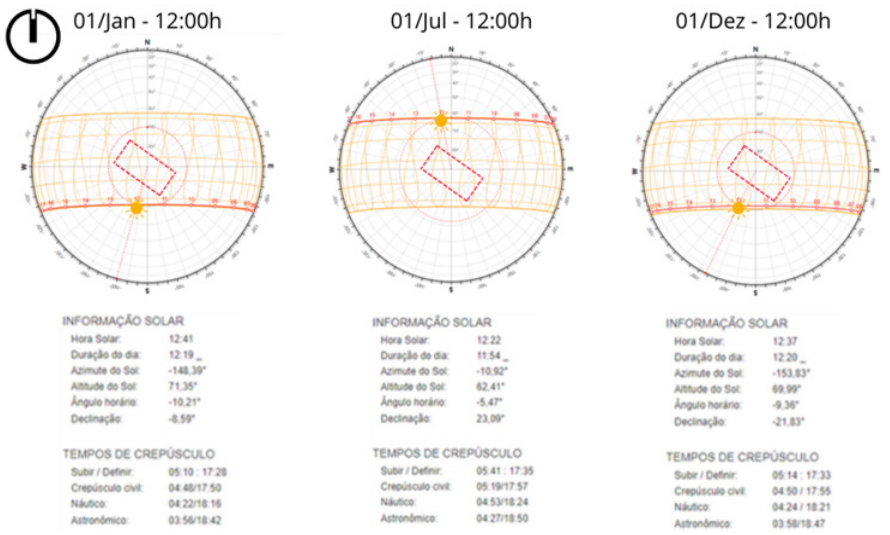 01/Jan - 12:00h
01/Jul - 12:00h
01/Dez - 12:00h
N
N
N
W
E
W
E
W
E
S
S
S
INFORMAÇÃO SOLAR
Hora Solar: 12:41
Duração do dia: 12:19 _
Azimute do Sol: -148,39°
Altitude do Sol: 71,35°
Ângulo horário: -10,21°
Declinação: -8,59°
TEMPOS DE CREPÚSCULO
Subir / Definir: 05:10 : 17:28
Crepúsculo civil: 04:48/17:50
Náutico: 04:22/18:16
Astronômico: 03:56/18:42
INFORMAÇÃO SOLAR
Hora Solar: 12:22
Duração do dia: 11:54 _
Azimute do Sol: -10,92°
Altitude do Sol: 62,41°
Ângulo horário: -5,47°
Declinação: 23,09°
TEMPOS DE CREPÚSCULO
Subir / Definir: 05:41 : 17:35
Crepúsculo civil: 05:19/17:57
Náutico: 04:53/18:24
Astronômico: 04:27/18:50
INFORMAÇÃO SOLAR
Hora Solar: 12:37
Duração do dia: 12:20 _
Azimute do Sol: -153,83°
Altitude do Sol: 69,99°
Ângulo horário: -9,36°
Declinação: -21,83°
TEMPOS DE CREPÚSCULO
Subir / Definir: 05:14 : 17:33
Crepúsculo civil: 04:50 / 17:55
Náutico: 04:24 / 18:21
Astronômico: 03:58/18:47